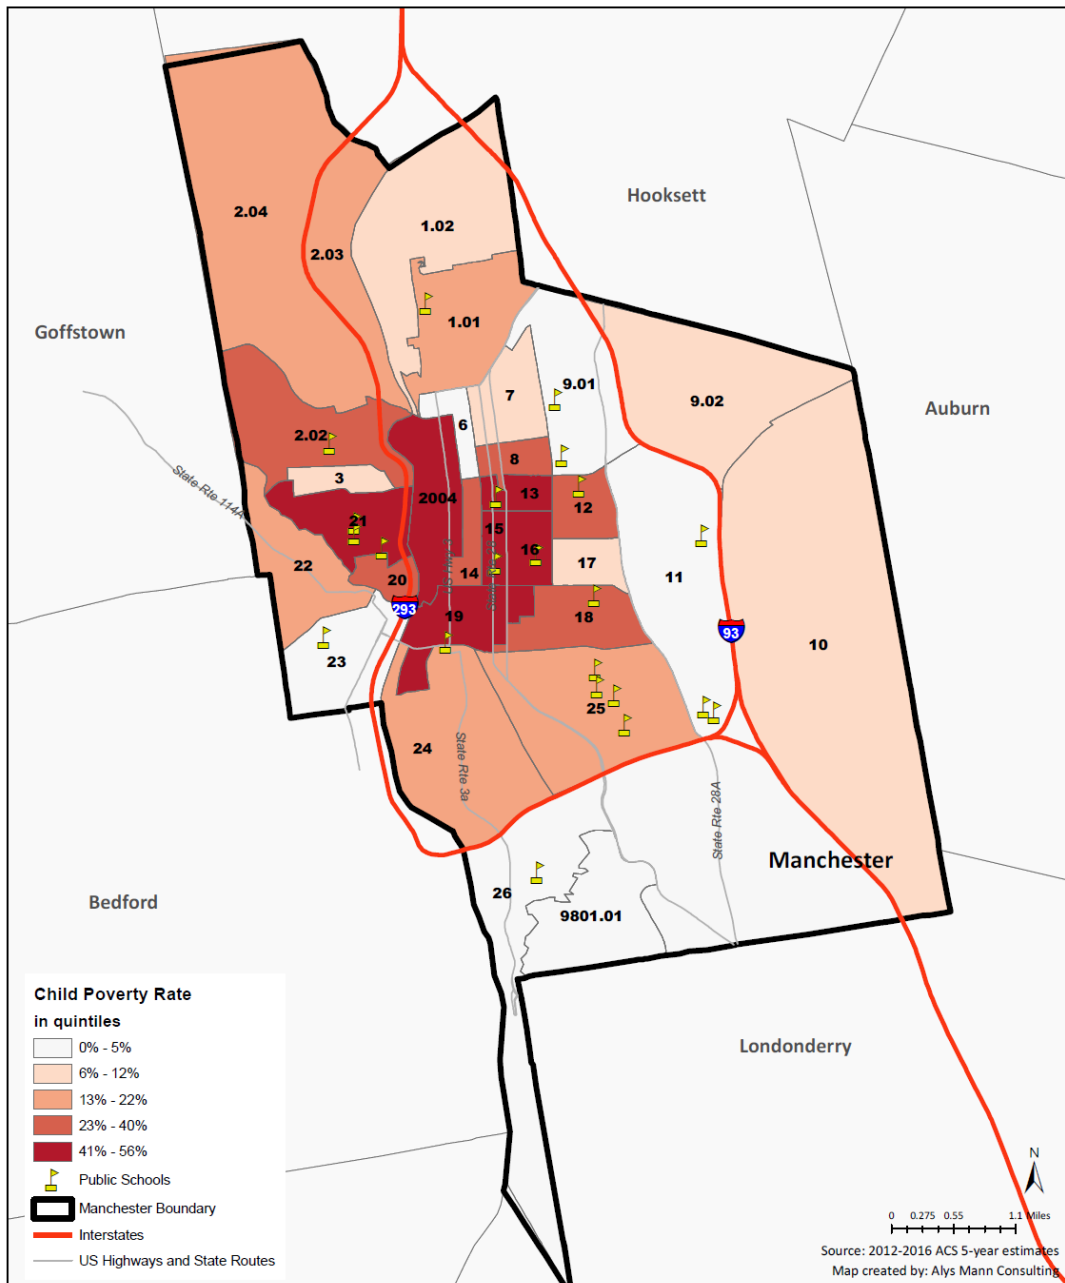 Hooksett
2.04
1.02
2.03
1.01
Goffstown
7
9.01
9.02
Auburn
6
2.02
8
3
State Rte 114A
2004
13
12
21
15
16
17
22
14
11
20
293
19
18
93
10
23
25
24
State Rte 3a
State Rte 28A
Manchester
26
Bedford
9801.01
Londonderry
Child Poverty Rate
in quintiles
0% - 5%
6% - 12%
13% - 22%
23% - 40%
41% - 56%
Public Schools
Manchester Boundary
Interstates
US Highways and State Routes
N
0 0.275 0.55 1.1 Miles
Source: 2012-2016 ACS 5-year estimates
Map created by: Alys Mann Consulting